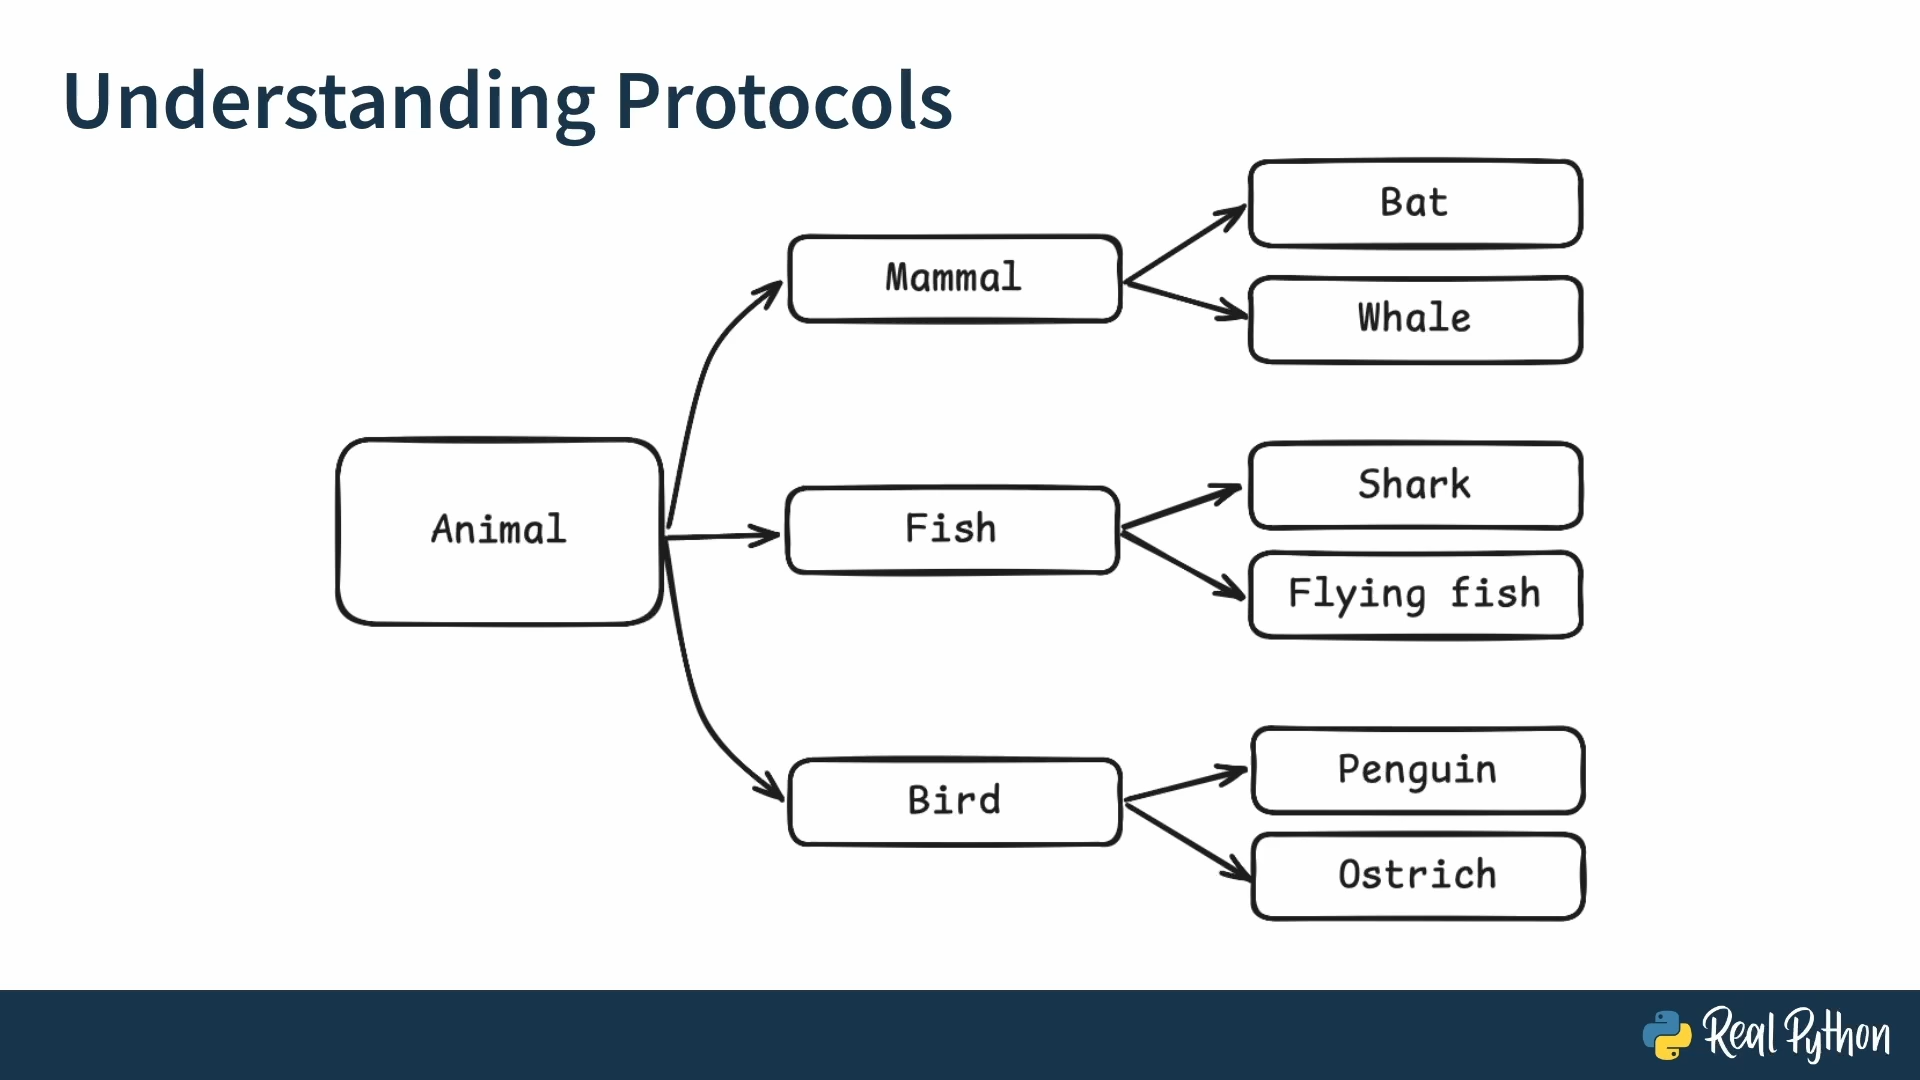 Understanding Protocols
Animal
Mammal
Bat
Whale
Fish
Shark
Flying fish
Bird
Penguin
Ostrich
Real Python